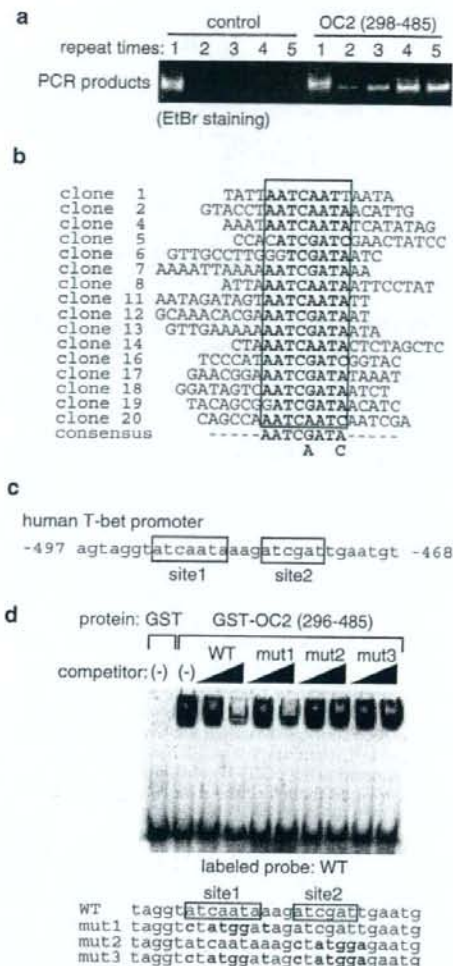 a
control OC2 (298-485)
repeat times: 1 2 3 4 5 1 2 3 4 5
PCR products
(EtBr staining)
b
clone 1 TATTAATCAATTAATA
clone 2 GTACCTAATCAATAACATTG
clone 4 AAATAATCAATATCATATAG
clone 5 CCACATCGATCGAACTATCC
clone 6 GTTGCCTTGGGTCGATAATC
clone 7 AAAATTAAAAAATCGATAAA
clone 8 ATTAAATCAATAATTCCTAT
clone 11 AATAGATAGTAATCAATATT
clone 12 GCAAACACGAAATCGATAAT
clone 13 GTTGAAAAAAATCGATAATA
clone 14 CTAAATCAATACTCTAGCTC
clone 16 TCCCATAATCGATCGGTAC
clone 17 GAACGGAAATCGATATAAAT
clone 18 GGATAGTCAATCGATAATCT
clone 19 TACAGCGGATCGATAACATC
clone 20 CAGCCAAATCAATCAATCGA
consensus -----AATCGATA------
A C
c
human T-bet promoter
-497 agtaggtatcaataaagatcgattgaatgt -468
site1 site2
d
protein: GST GST-OC2 (296-485)
WT mut1 mut2 mut3
competitor: (-) (-)
labeled probe: WT
site1 site2
WT taggtatcaataaagatcgattgaatg
mut1 taggtctatggatagatcgattgaatg
mut2 taggtatcaataaagctatggagaatg
mut3 taggtctatggatagctatggagaatg